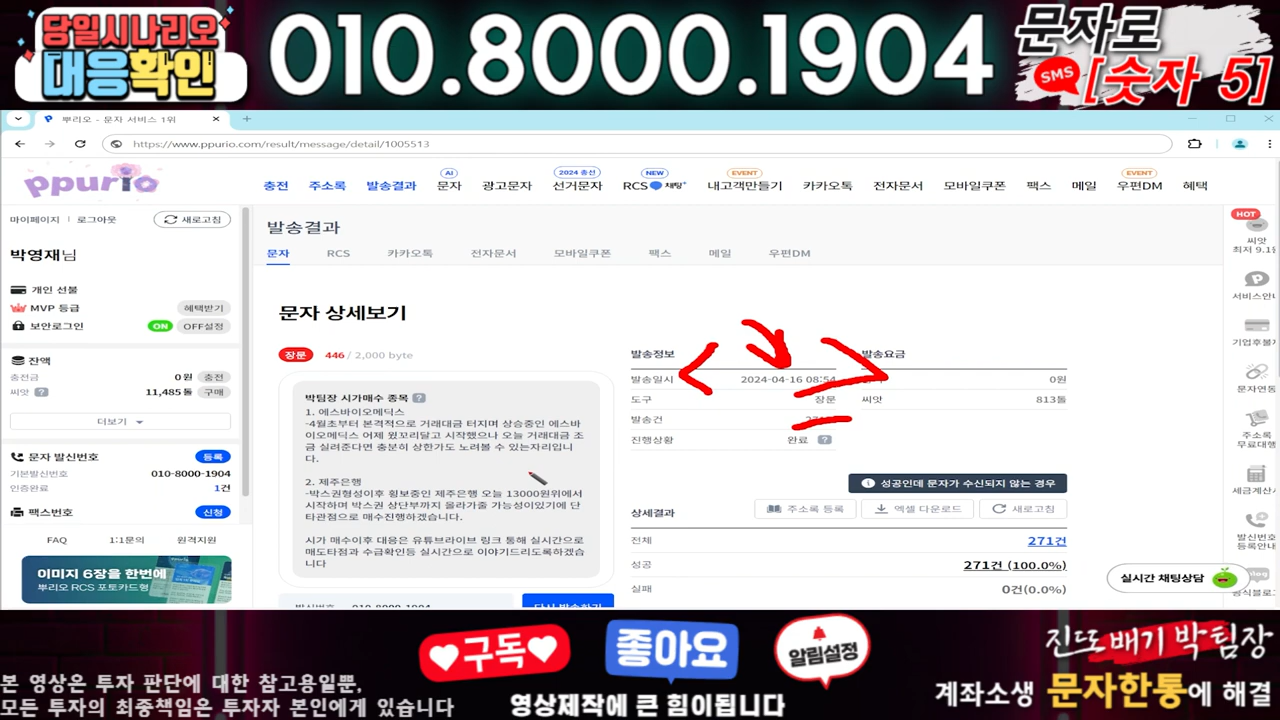 당일시나리오
대응확인
010.8000.1904
문자로
SMS
[숫자 5]
뿌리오 - 문자 서비스 1위
https://www.ppurio.com/result/message/detail/1005513
ppurio
충전
주소록
발송결과
AI
문자
광고문자
2024 총선
선거문자
NEW
RCS 채팅+
EVENT
내고객만들기
카카오톡
전자문서
모바일쿠폰
팩스
메일
EVENT
우편DM
혜택
마이페이지 | 로그아웃
새로고침
박영재님
개인 선불
MVP 등급
혜택받기
보안로그인
ON
OFF설정
잔액
충전금 0원 충전
씨앗 ? 11,485톨 구매
더보기
문자 발신번호 등록
기본발신번호 010-8000-1904
인증완료 1건
팩스번호 신청
FAQ 1:1문의 원격지원
이미지 6장을 한번에
뿌리오 RCS 포토카드형
발송결과
문자 RCS 카카오톡 전자문서 모바일쿠폰 팩스 메일 우편DM
문자 상세보기
장문 446 / 2,000 byte
박팀장 시가매수 종목 ?
1. 에스바이오메딕스
-4월초부터 본격적으로 거래대금 터지며 상승중인 에스바
이오메딕스 어제 윗꼬리달고 시작했으나 오늘 거래대금 조
금 실려준다면 충분히 상한가도 노려볼 수 있는자리입니
다.
2. 제주은행
-박스권형성이후 횡보중인 제주은행 오늘 13000원위에서
시작하며 박스권 상단부까지 올라가줄 가능성이있기에 단
타관점으로 매수진행하겠습니다.
시가 매수이후 대응은 유튜브라이브 링크 통해 실시간으로
매도타점과 수급확인등 실시간으로 이야기드리도록하겠습
니다
발신번호 010-8000-1904
다시 발송하기
발송정보
발송일시 2024-04-16 08:54
도구 장문
발송건
진행상황 완료 ?
발송요금
0원
씨앗 813톨
성공인데 문자가 수신되지 않는 경우
상세결과
주소록 등록
엑셀 다운로드
새로고침
전체 271건
성공 271건 (100.0%)
실패 0건(0.0%)
HOT
씨앗
최저 9.1원
서비스안내
기업후불
문자연동
주소록
무료대행
세금계산
발신번호
등록안내
실시간 채팅상담
공식블로그
본 영상은 투자 판단에 대한 참고용일뿐,
모든 투자의 최종책임은 투자자 본인에게 있습니다
구독
좋아요
알림설정
영상제작에 큰 힘이됩니다
진또배기 박팀장
계좌소생 문자한통에 해결